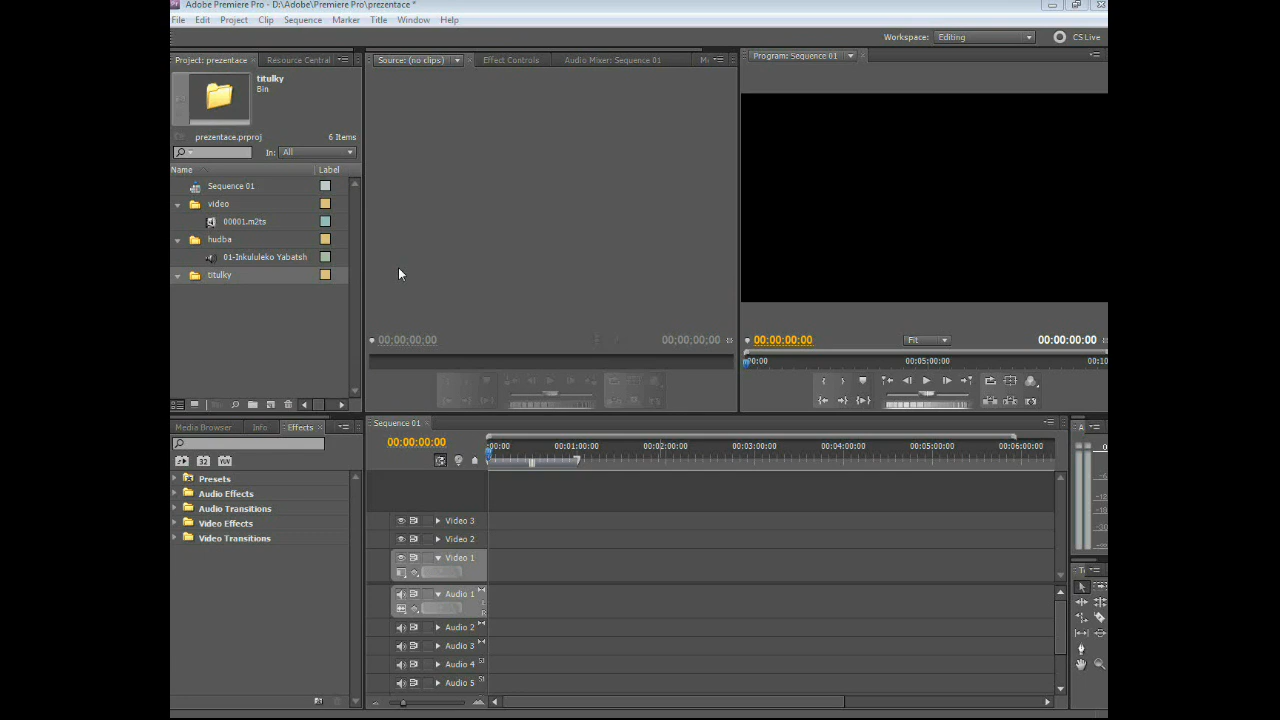 Adobe Premiere Pro - D:\Adobe\Premiere Pro\prezentace *
File Edit Project Clip Sequence Marker Title Window Help
Workspace: Editing CS Live
Project: prezentace Resource Central
Source: (no clips) Effect Controls Audio Mixer: Sequence 01
Program: Sequence 01
titulky
Bin
prezentace.prproj 6 Items
In: All
Name Label
Sequence 01
video
00001.m2ts
hudba
01-Inkululeko Yabatsh
titulky
00;00;00;00 00;00;00;00
00:00:00:00 Fit 00:00:00:00
00:00 00:05:00:00 00:10
Media Browser Info Effects
Presets
Audio Effects
Audio Transitions
Video Effects
Video Transitions
Sequence 01
00:00:00:00
:00:00 00:01:00:00 00:02:00:00 00:03:00:00 00:04:00:00 00:05:00:00 00:06:00:00
Video 3
Video 2
Video 1
Audio 1
Audio 2
Audio 3
Audio 4
Audio 5